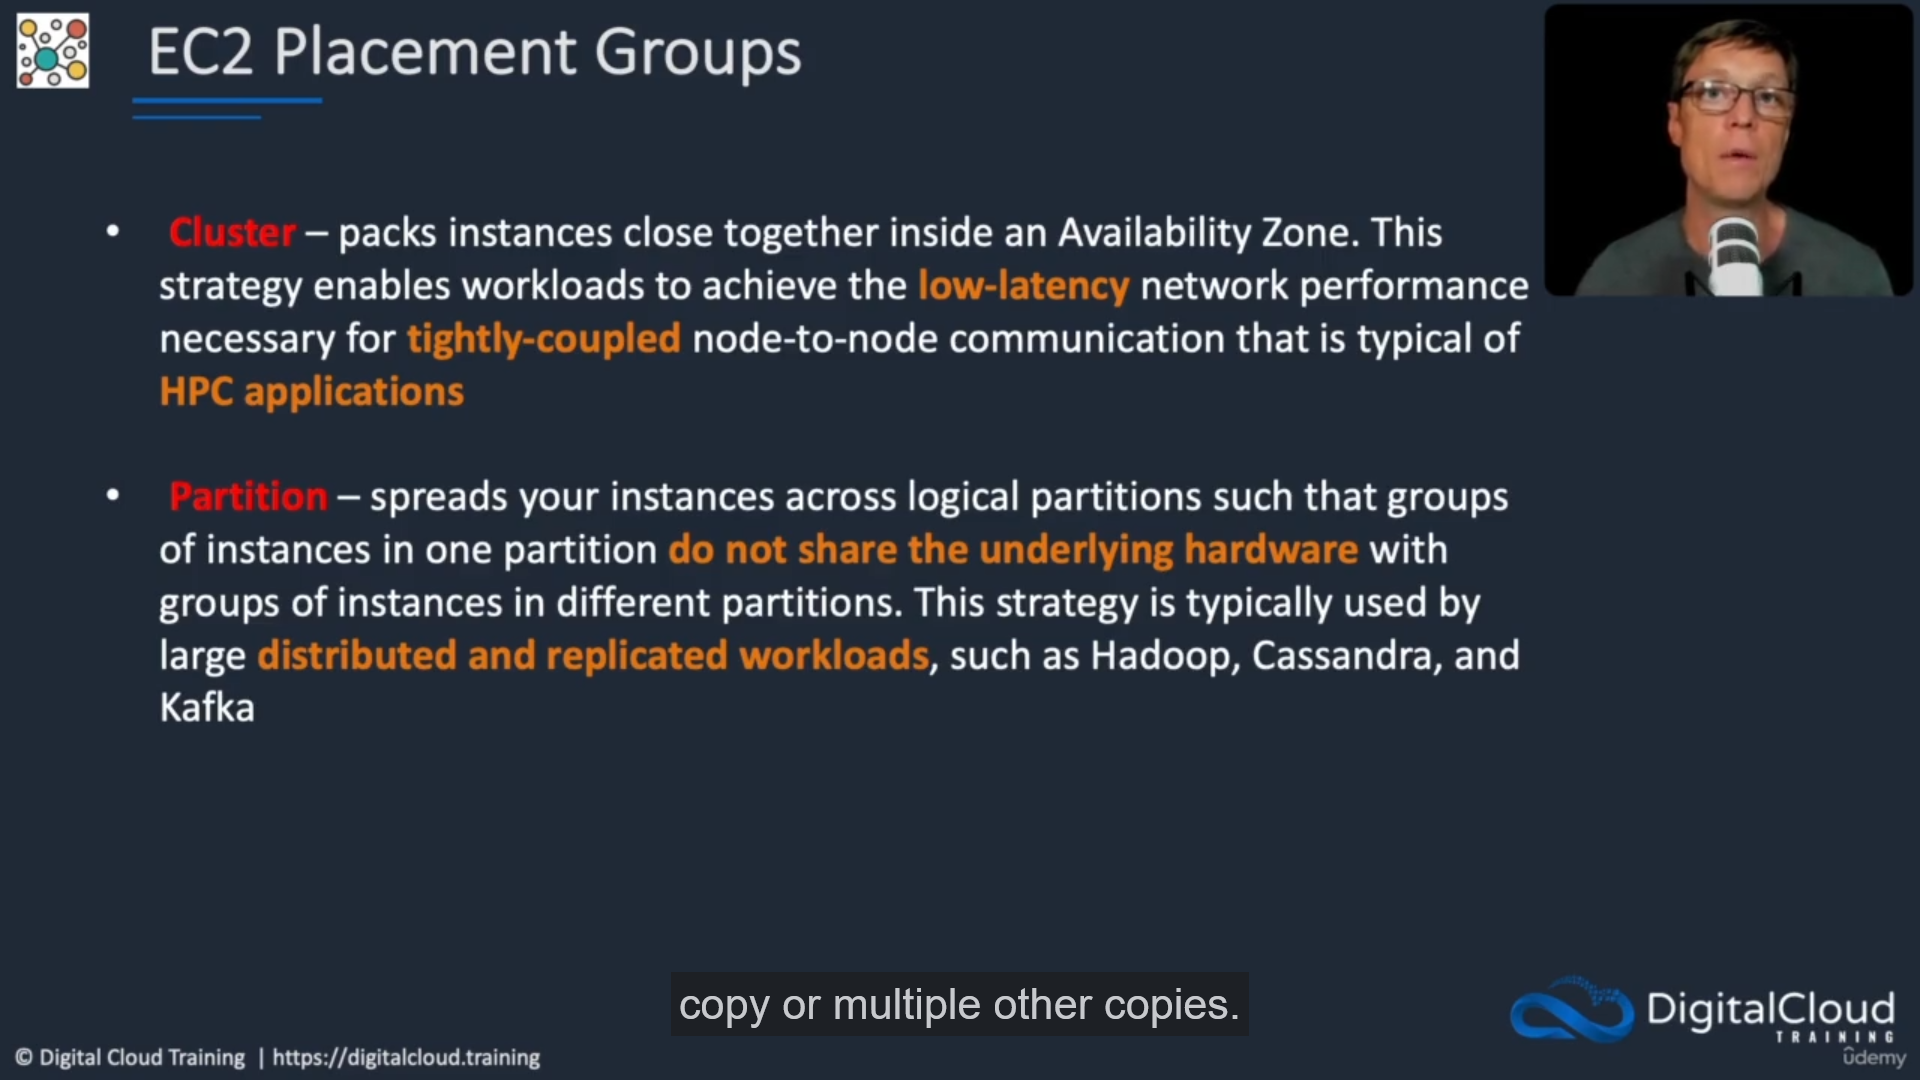 EC2 Placement Groups
• Cluster – packs instances close together inside an Availability Zone. This
strategy enables workloads to achieve the low-latency network performance
necessary for tightly-coupled node-to-node communication that is typical of
HPC applications
• Partition – spreads your instances across logical partitions such that groups
of instances in one partition do not share the underlying hardware with
groups of instances in different partitions. This strategy is typically used by
large distributed and replicated workloads, such as Hadoop, Cassandra, and
Kafka
copy or multiple other copies.
DigitalCloud
TRAINING
ûdemy
© Digital Cloud Training | https://digitalcloud.training